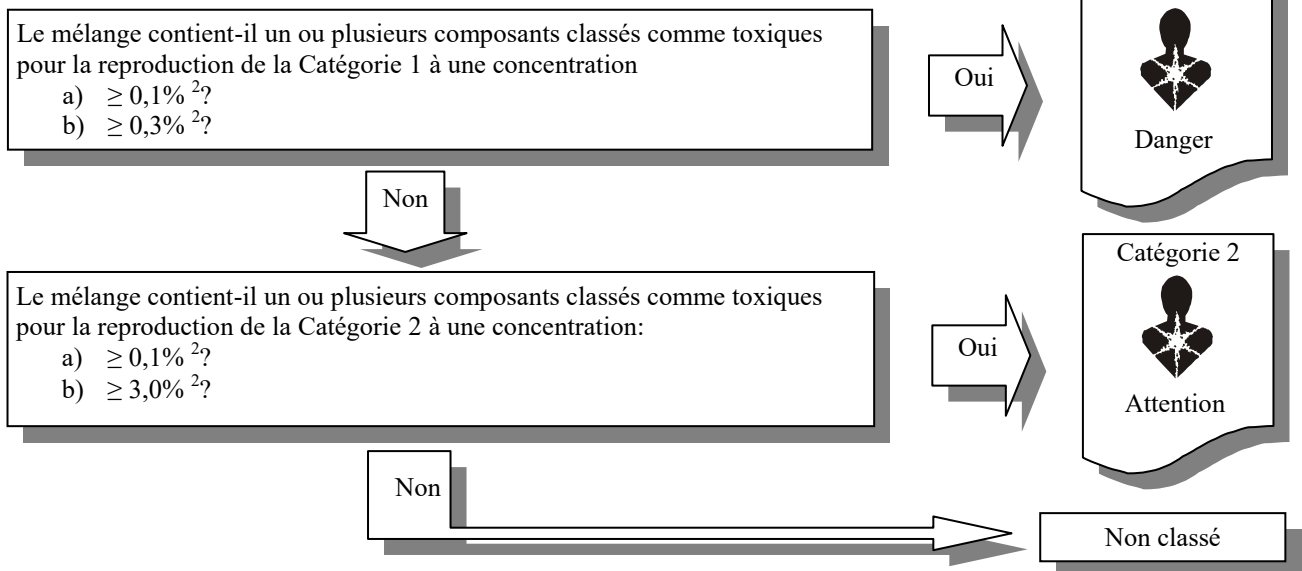 Le mélange contient-il un ou plusieurs composants classés comme toxiques
pour la reproduction de la Catégorie 1 à une concentration
a) ≥ 0,1% ²?
b) ≥ 0,3% ²?
Oui
Danger
Non
Le mélange contient-il un ou plusieurs composants classés comme toxiques
pour la reproduction de la Catégorie 2 à une concentration:
a) ≥ 0,1% ²?
b) ≥ 3,0% ²?
Oui
Catégorie 2
Attention
Non
Non classé